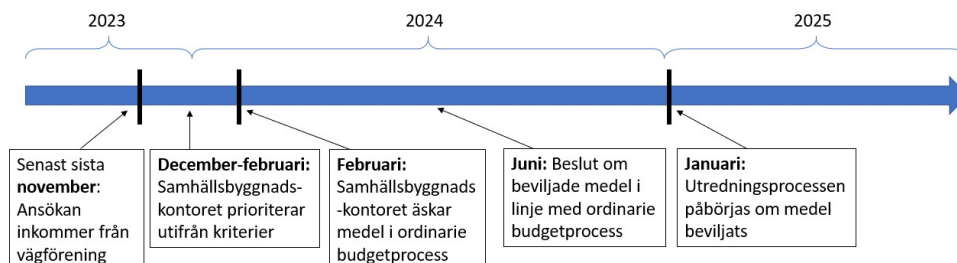 2023
2024
2025
Senast sista
november:
Ansökan
inkommer från
vägförening
December-februari:
Samhällsbyggnads-
kontoret prioriterar
utifrån kriterier
Februari:
Samhällsbyggnads
-kontoret äskar
medel i ordinarie
budgetprocess
Juni: Beslut om
beviljade medel i
linje med ordinarie
budgetprocess
Januari:
Utredningsprocessen
påbörjas om medel
beviljats